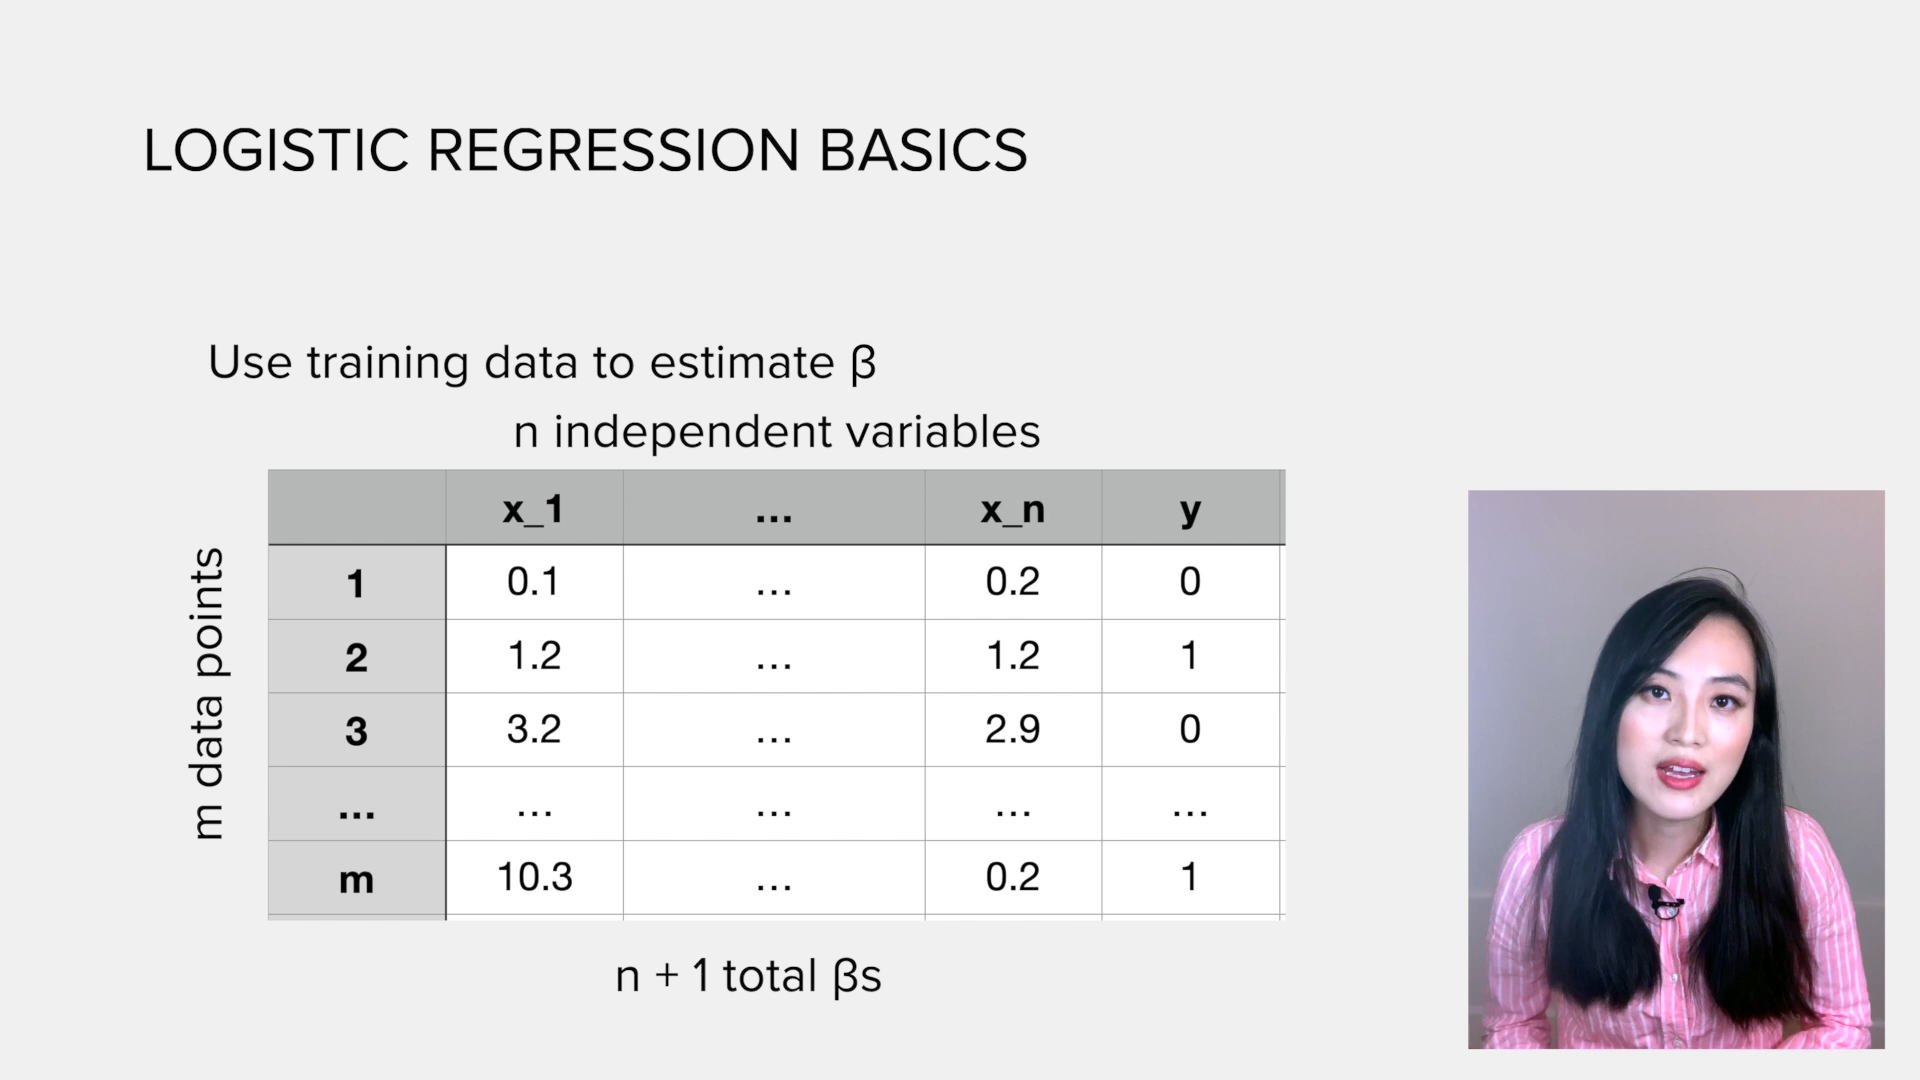 LOGISTIC REGRESSION BASICS
Use training data to estimate β
n independent variables
m data points
x_1 ... x_n y
1 0.1 ... 0.2 0
2 1.2 ... 1.2 1
3 3.2 ... 2.9 0
... ... ... ... ...
m 10.3 ... 0.2 1
n + 1 total βs